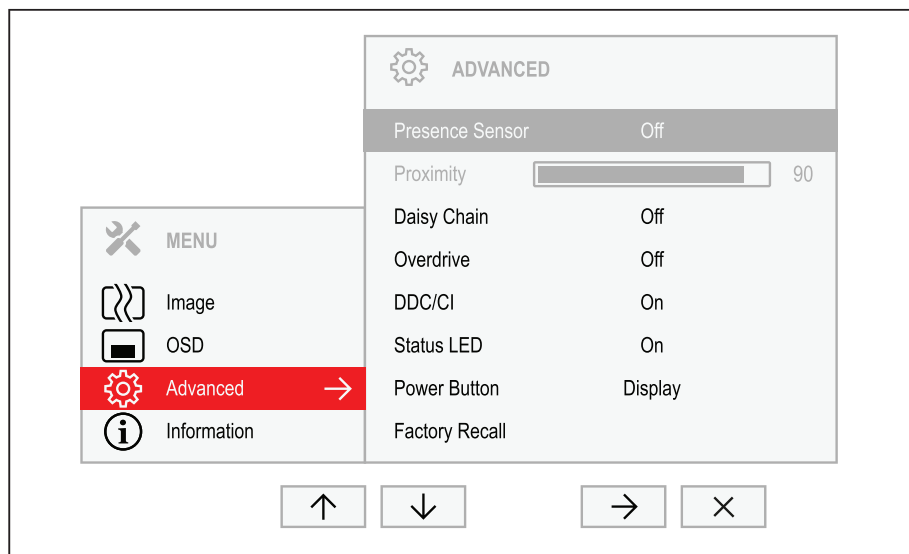 ADVANCED
Presence Sensor Off
Proximity 90
Daisy Chain Off
Overdrive Off
DDC/CI On
Status LED On
Power Button Display
Factory Recall
MENU
Image
OSD
Advanced
Information